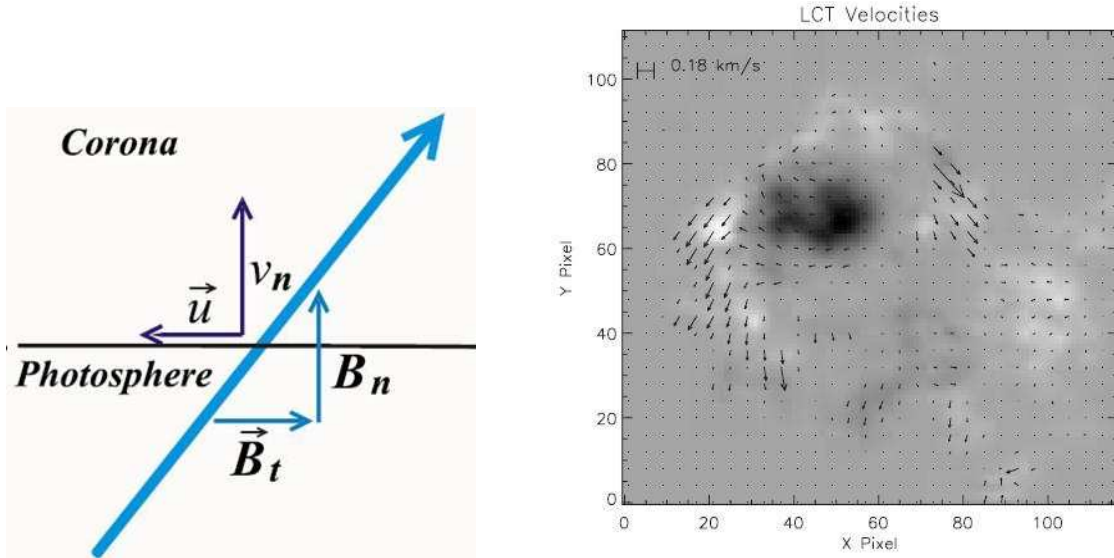 Corona
v_n
u
Photosphere
B_n
B_t
LCT Velocities
0.18 km/s
Y Pixel
100
80
60
40
20
0
0 20 40 60 80 100
X Pixel